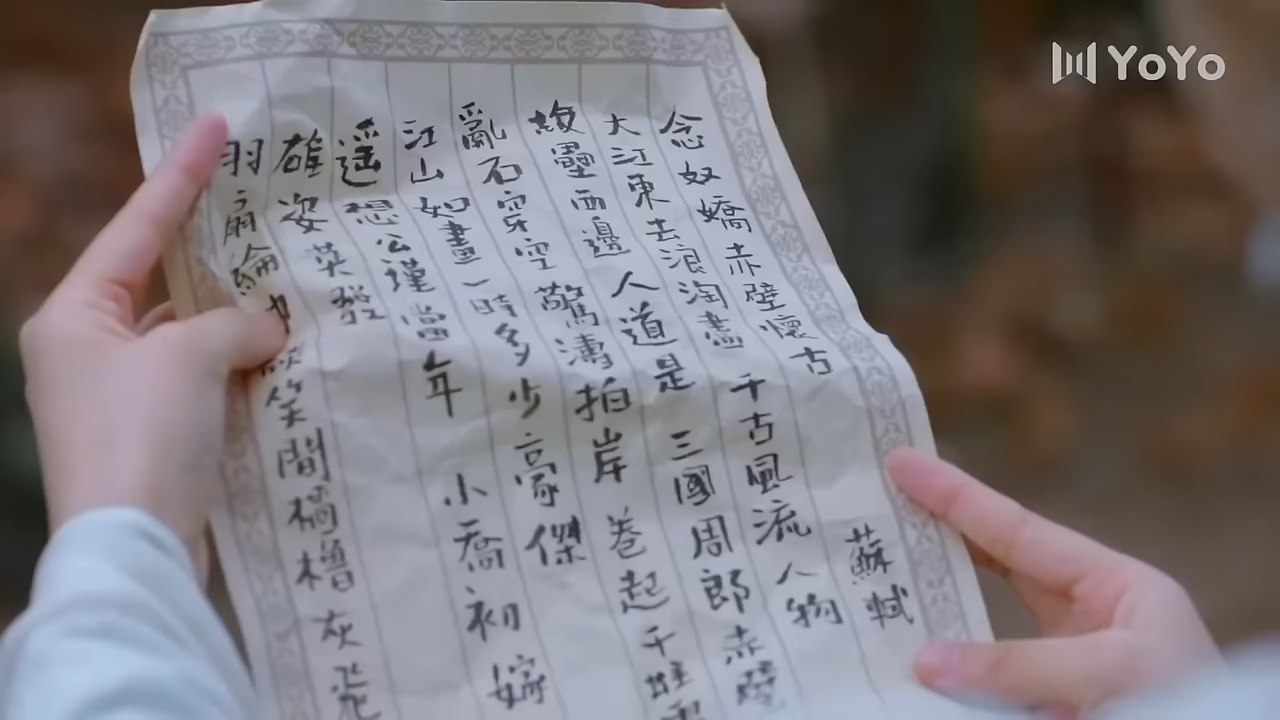 念奴嬌赤壁懷古 蘇軾
大江東去浪淘盡 千古風流人物
故壘西邊 人道是 三國周郎赤壁
亂石穿空驚濤拍岸 卷起千堆
江山如畫一時多少豪傑
遥想公瑾當年 小喬初嫁
雄姿英發
羽扇綸 笑間檣櫓灰飛
YoYo